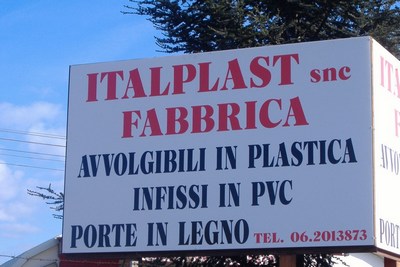 ITALPLAST snc
FABBRICA
AVVOLGIBILI IN PLASTICA
INFISSI IN PVC
PORTE IN LEGNO TEL. 06.2013873